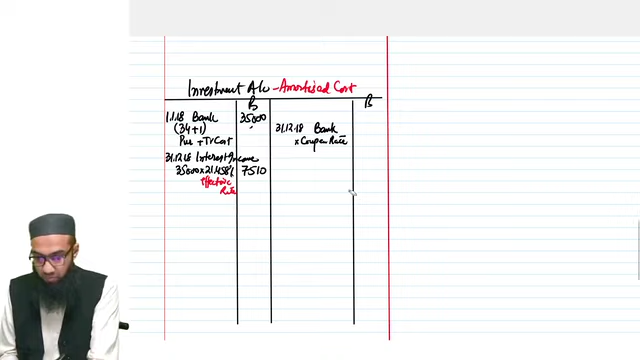 Investment A/c - Amortised Cost
B B
1.1.18 Bank 35000
(34+1)
Pur + Tr Cost
31.12.18 Bank
x Coupon Rate
31.12.18 Interest Income
35000 x 21.458% 7510
effective
Rate